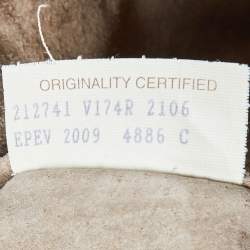 ORIGINALITY CERTIFIED
212741 V174R 2106
EPEV 2009 4886 C